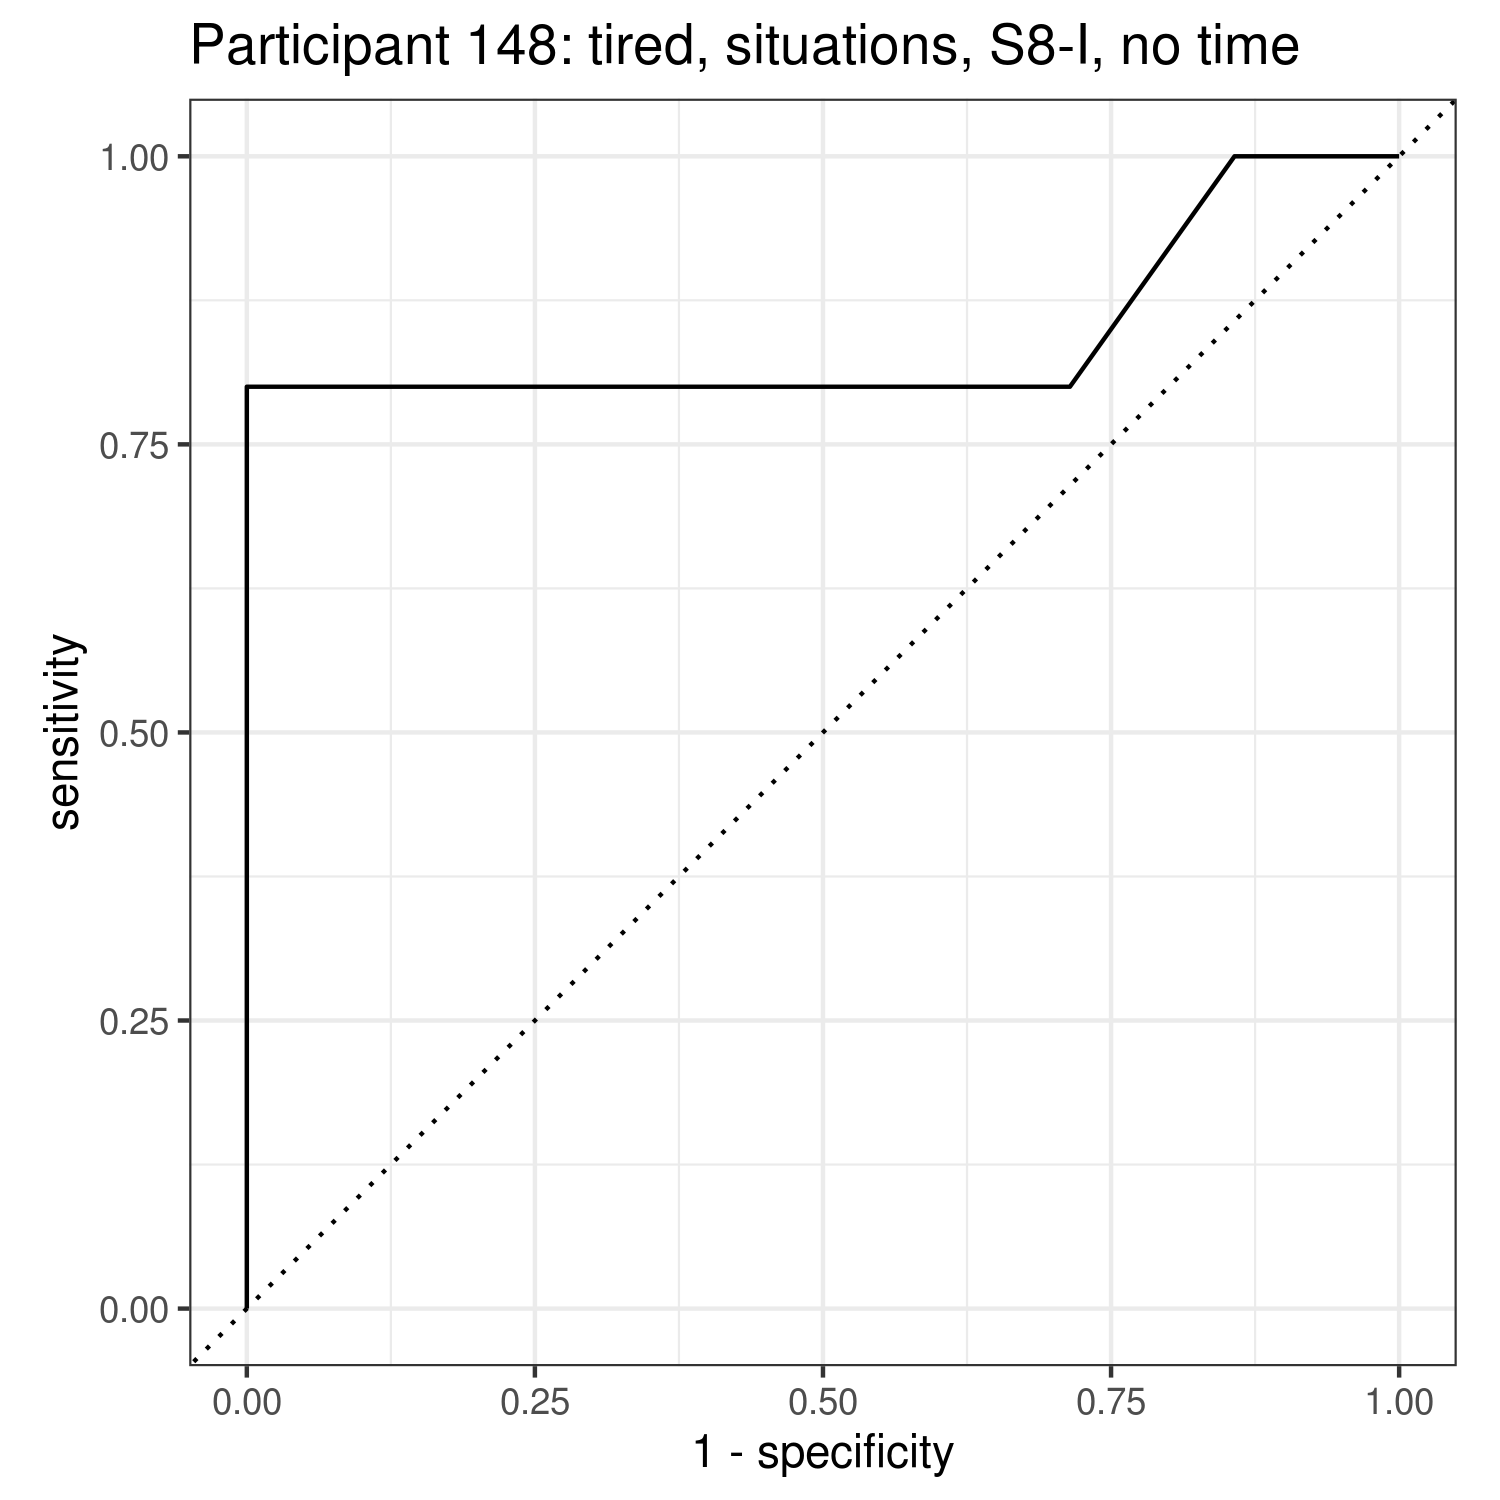 Participant 148: tired, situations, S8-I, no time
1.00
0.75
0.50
0.25
0.00
sensitivity
0.00 0.25 0.50 0.75 1.00
1 - specificity